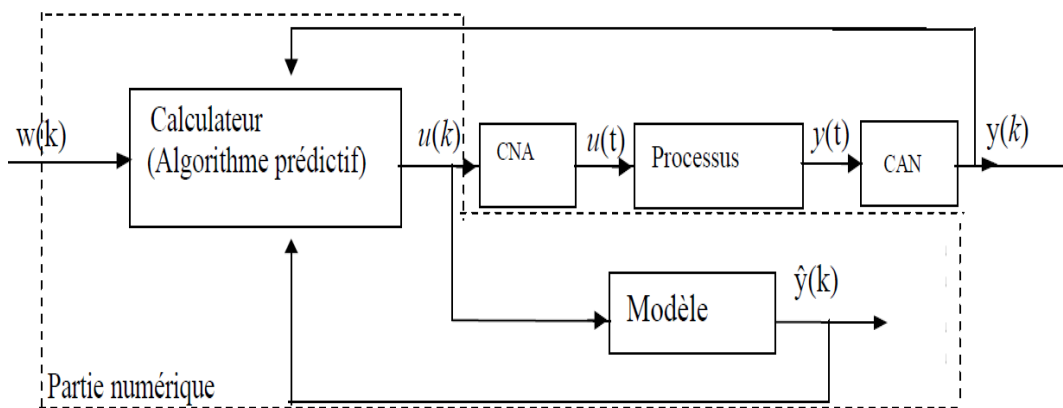 w(k)
Calculateur
(Algorithme prédictif)
u(k)
CNA
u(t)
Processus
y(t)
CAN
y(k)
Modèle
ŷ(k)
Partie numérique